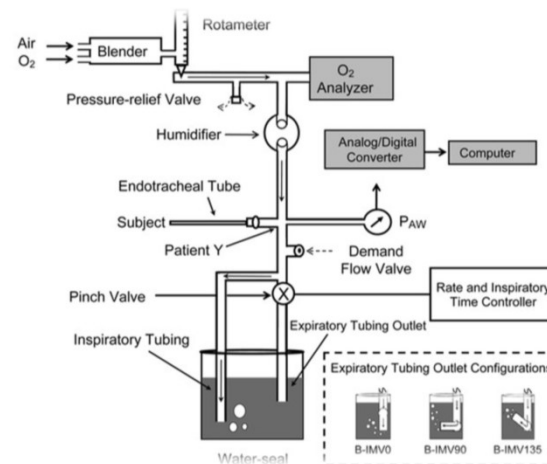 Rotameter
Air
O₂
Blender
O₂
Analyzer
Pressure-relief Valve
Humidifier
Analog/Digital
Converter
Computer
Endotracheal Tube
Subject
PAW
Patient Y
Demand
Flow Valve
Pinch Valve
X
Rate and Inspiratory
Time Controller
Expiratory Tubing Outlet
Inspiratory Tubing
Expiratory Tubing Outlet Configurations
B-IMV0
B-IMV90
B-IMV135
Water-seal